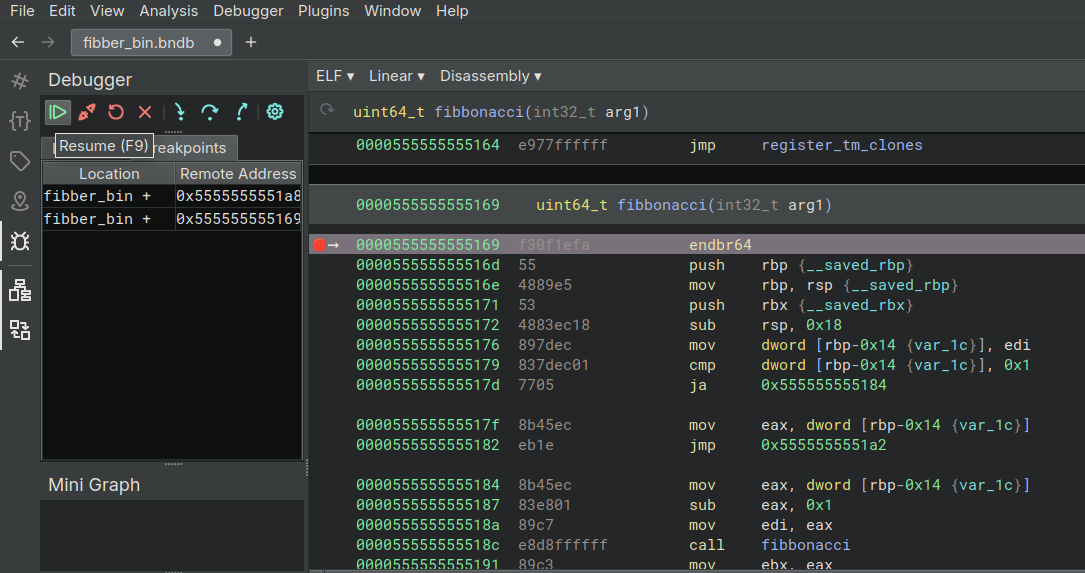 File Edit View Analysis Debugger Plugins Window Help
fibber_bin.bndb
Debugger
ELF ▾ Linear ▾ Disassembly ▾
uint64_t fibbonacci(int32_t arg1)
Resume (F9)
reakpoints
Location Remote Address
fibber_bin + 0x5555555551a8
fibber_bin + 0x555555555169
0000555555555164 e977ffffff jmp register_tm_clones
0000555555555169 uint64_t fibbonacci(int32_t arg1)
0000555555555169 f30f1efa endbr64
000055555555516d 55 push rbp {__saved_rbp}
000055555555516e 4889e5 mov rbp, rsp {__saved_rbp}
0000555555555171 53 push rbx {__saved_rbx}
0000555555555172 4883ec18 sub rsp, 0x18
0000555555555176 897dec mov dword [rbp-0x14 {var_1c}], edi
0000555555555179 837dec01 cmp dword [rbp-0x14 {var_1c}], 0x1
000055555555517d 7705 ja 0x555555555184
000055555555517f 8b45ec mov eax, dword [rbp-0x14 {var_1c}]
0000555555555182 eb1e jmp 0x5555555551a2
0000555555555184 8b45ec mov eax, dword [rbp-0x14 {var_1c}]
0000555555555187 83e801 sub eax, 0x1
000055555555518a 89c7 mov edi, eax
000055555555518c e8d8ffffff call fibbonacci
0000555555555191 89c3 mov ebx, eax
Mini Graph